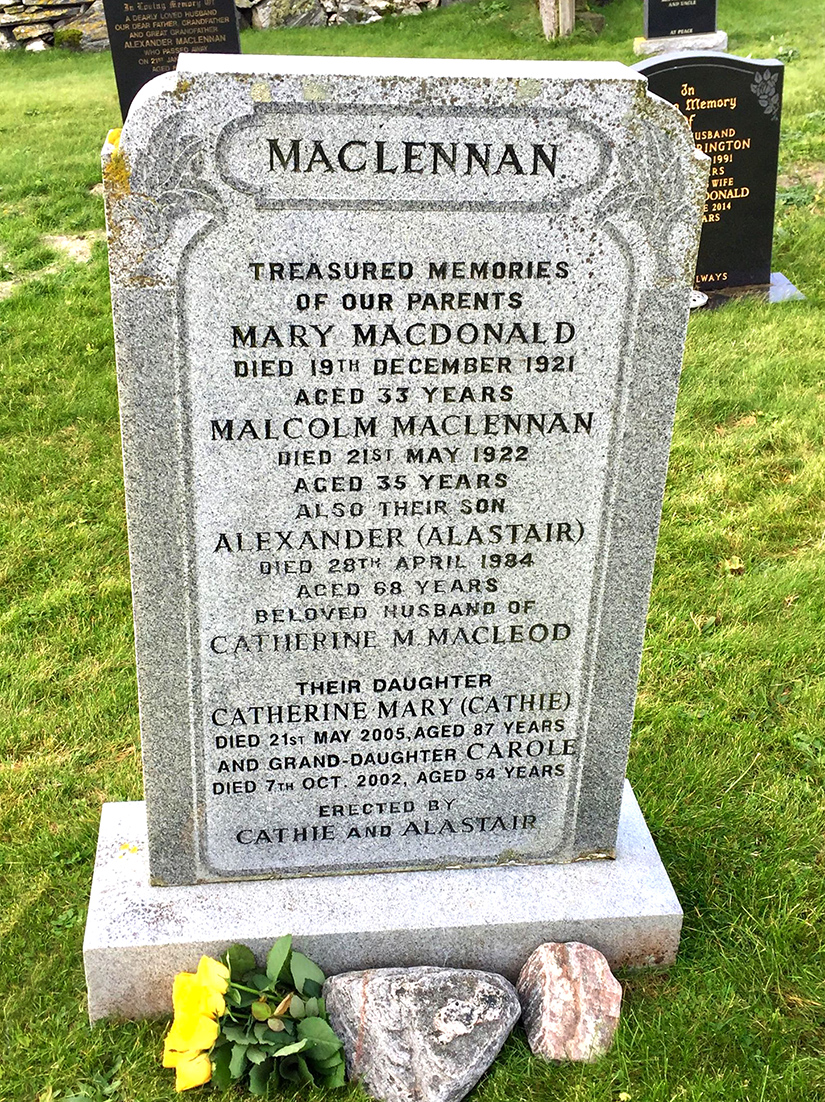 In Loving Memory of
A DEARLY LOVED HUSBAND
OUR DEAR FATHER, GRANDFATHER
AND GREAT GRANDFATHER
ALEXANDER MACLENNAN
WHO PASSED AWAY
ON 21ST
AND UNCLE
AT PEACE
In
Memory
of
HUSBAND
1991
WIFE
2014
ALWAYS
MACLENNAN
TREASURED MEMORIES
OF OUR PARENTS
MARY MACDONALD
DIED 19TH DECEMBER 1921
AGED 33 YEARS
MALCOLM MACLENNAN
DIED 21ST MAY 1922
AGED 35 YEARS
ALSO THEIR SON
ALEXANDER (ALASTAIR)
DIED 28TH APRIL 1984
AGED 68 YEARS
BELOVED HUSBAND OF
CATHERINE M. MACLEOD
THEIR DAUGHTER
CATHERINE MARY (CATHIE)
DIED 21ST MAY 2005, AGED 87 YEARS
AND GRAND-DAUGHTER CAROLE
DIED 7TH OCT. 2002, AGED 54 YEARS
ERECTED BY
CATHIE AND ALASTAIR